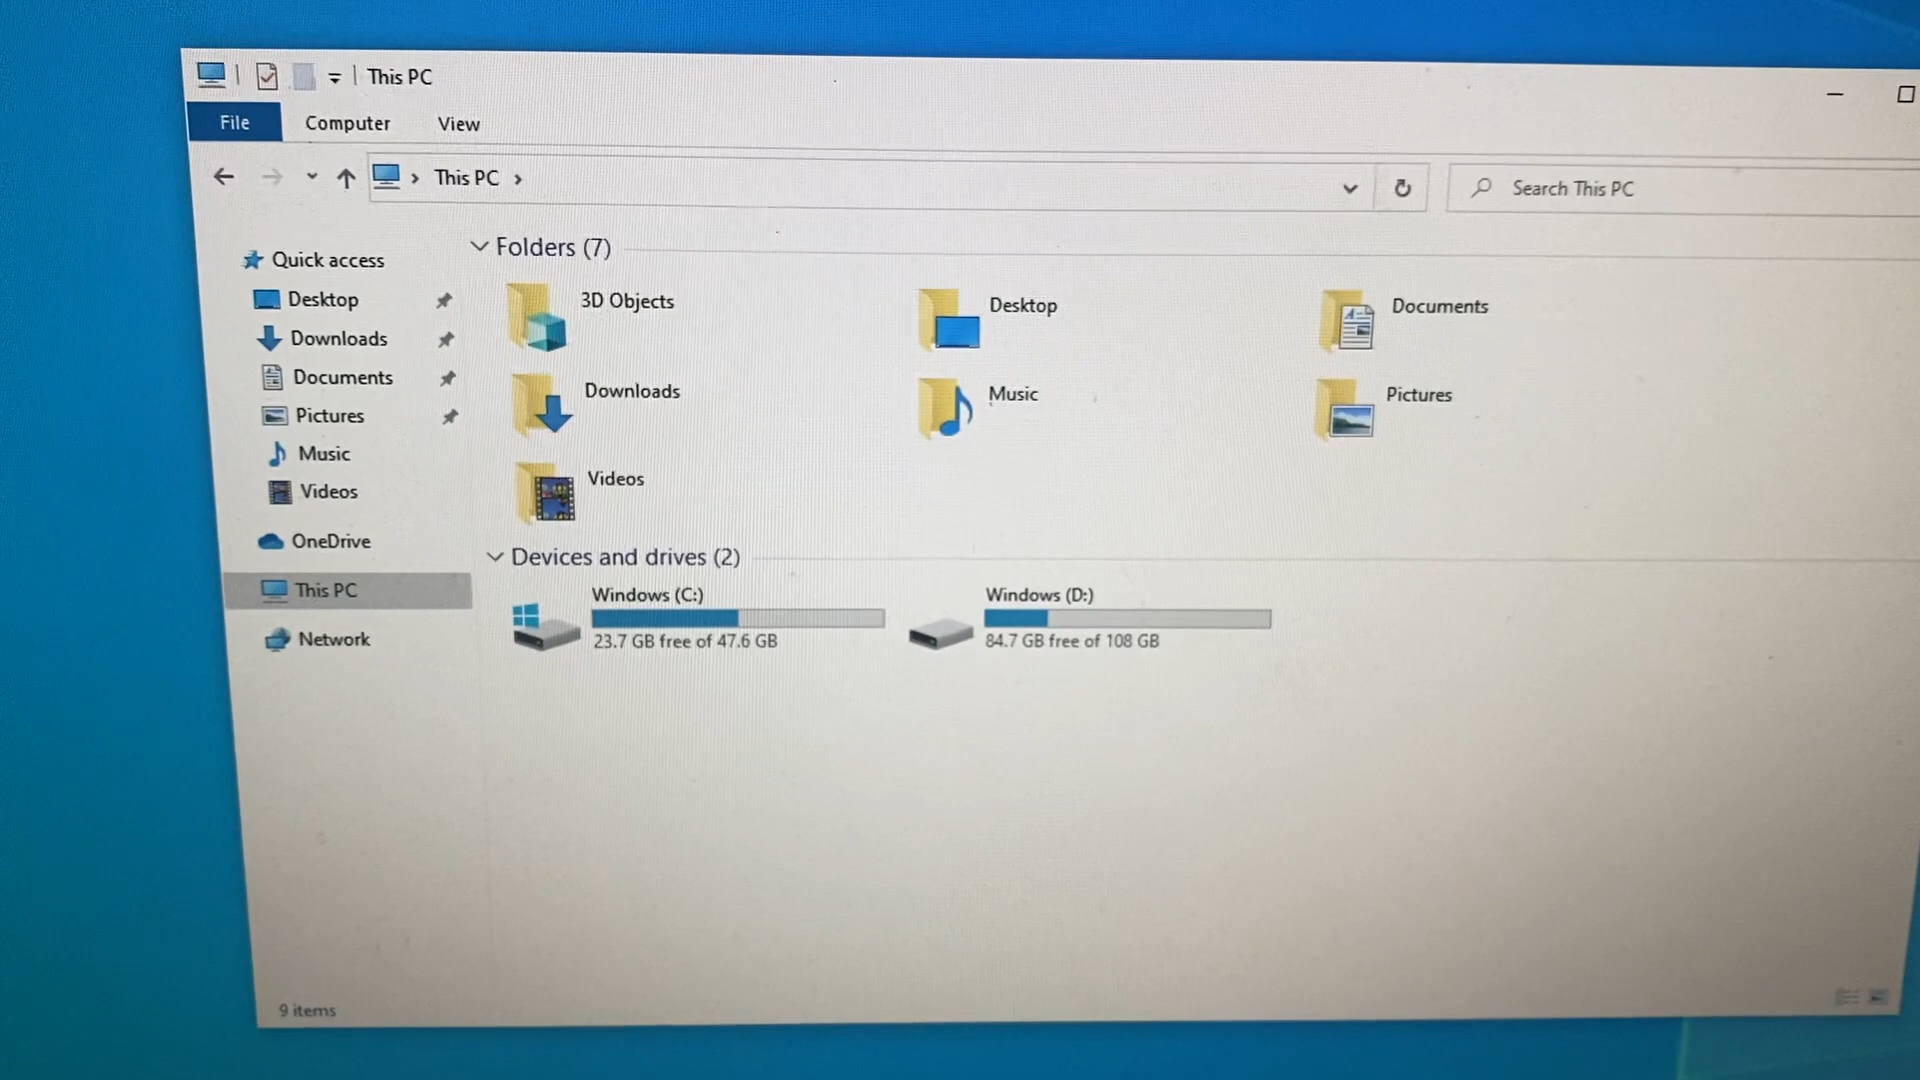 This PC
File Computer View
This PC
Search This PC
Quick access
Desktop
Downloads
Documents
Pictures
Music
Videos
OneDrive
This PC
Network
Folders (7)
3D Objects
Desktop
Documents
Downloads
Music
Pictures
Videos
Devices and drives (2)
Windows (C:)
23.7 GB free of 47.6 GB
Windows (D:)
84.7 GB free of 108 GB
9 items